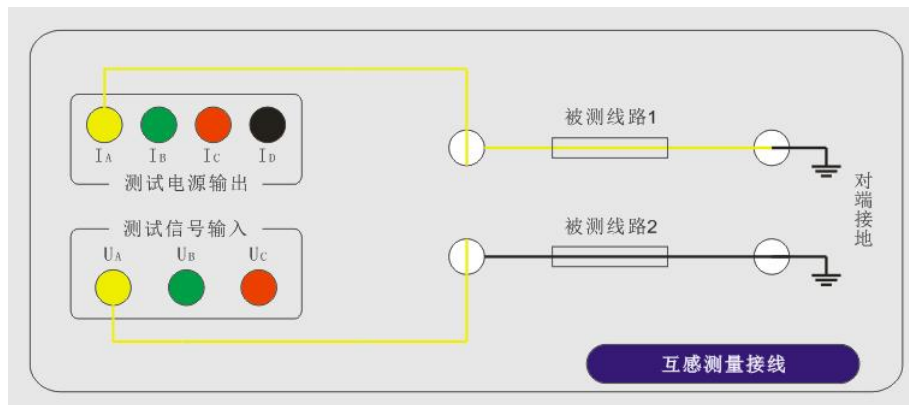 IA IB IC ID
测试电源输出
测试信号输入
UA UB UC
被测线路1
被测线路2
对端接地
互感测量接线